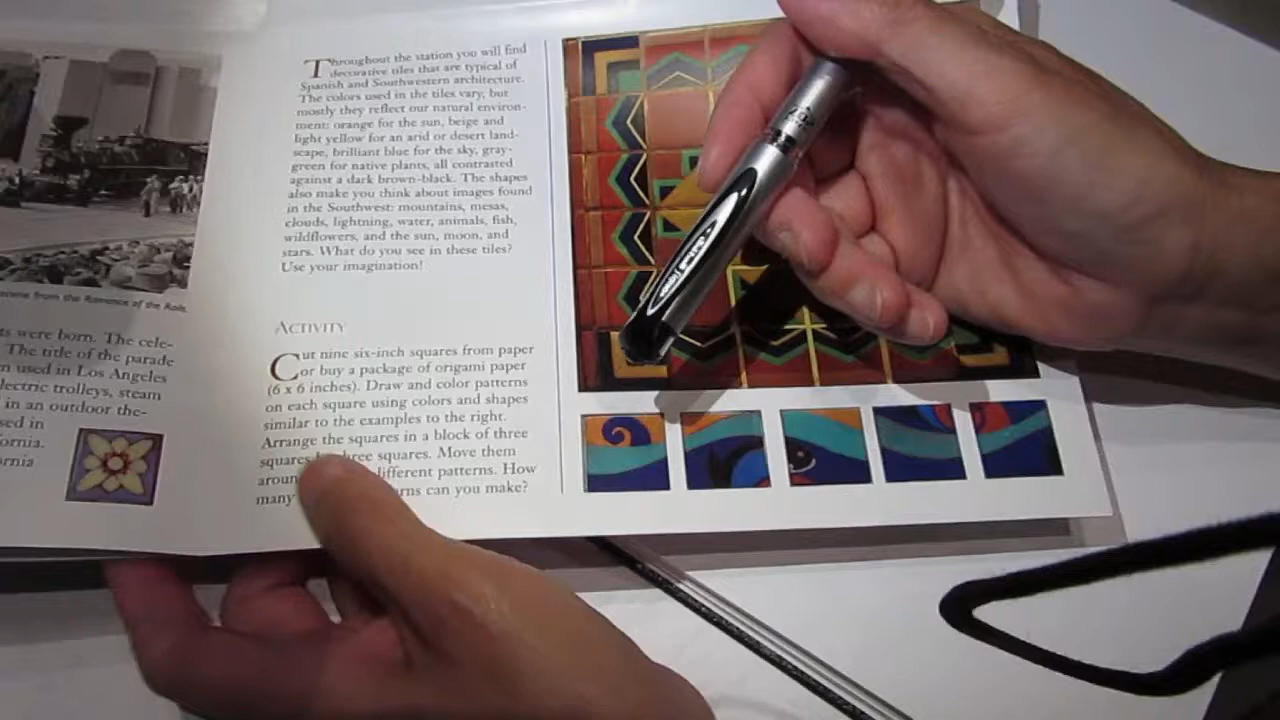 scene from the Romance of the Rails.
ts were born. The cele-
The title of the parade
n used in Los Angeles
lectric trolleys, steam
in an outdoor the-
sed in
fornia.
ornia
Throughout the station you will find
decorative tiles that are typical of
Spanish and Southwestern architecture.
The colors used in the tiles vary, but
mostly they reflect our natural environ-
ment: orange for the sun, beige and
light yellow for an arid or desert land-
scape, brilliant blue for the sky, gray-
green for native plants, all contrasted
against a dark brown-black. The shapes
also make you think about images found
in the Southwest: mountains, mesas,
clouds, lightning, water, animals, fish,
wildflowers, and the sun, moon, and
stars. What do you see in these tiles?
Use your imagination!
ACTIVITY
Cut nine six-inch squares from paper
or buy a package of origami paper
(6 x 6 inches). Draw and color patterns
on each square using colors and shapes
similar to the examples to the right.
Arrange the squares in a block of three
squares by three squares. Move them
aroun different patterns. How
many rns can you make?